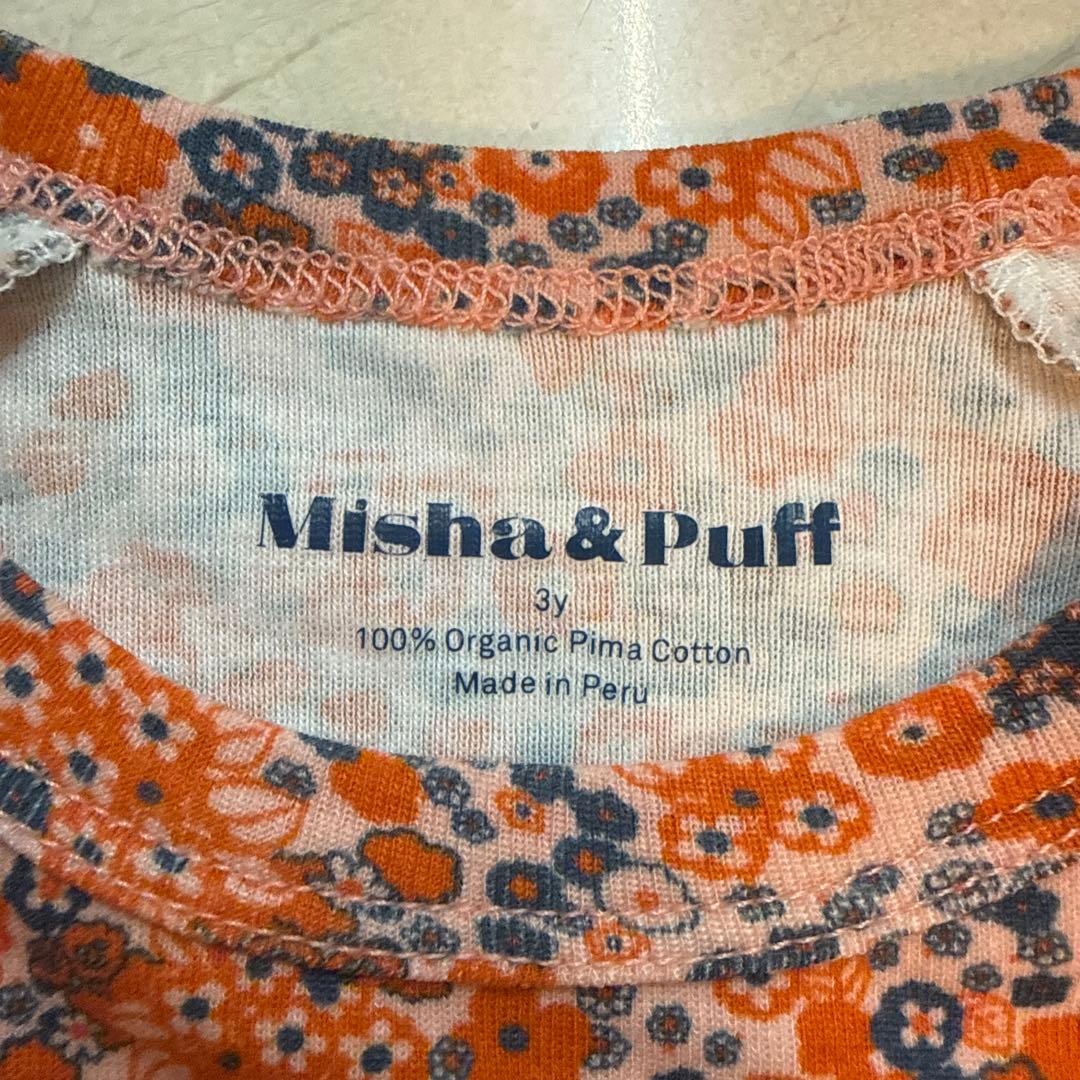 Misha & Puff
3y
100% Organic Pima Cotton
Made in Peru